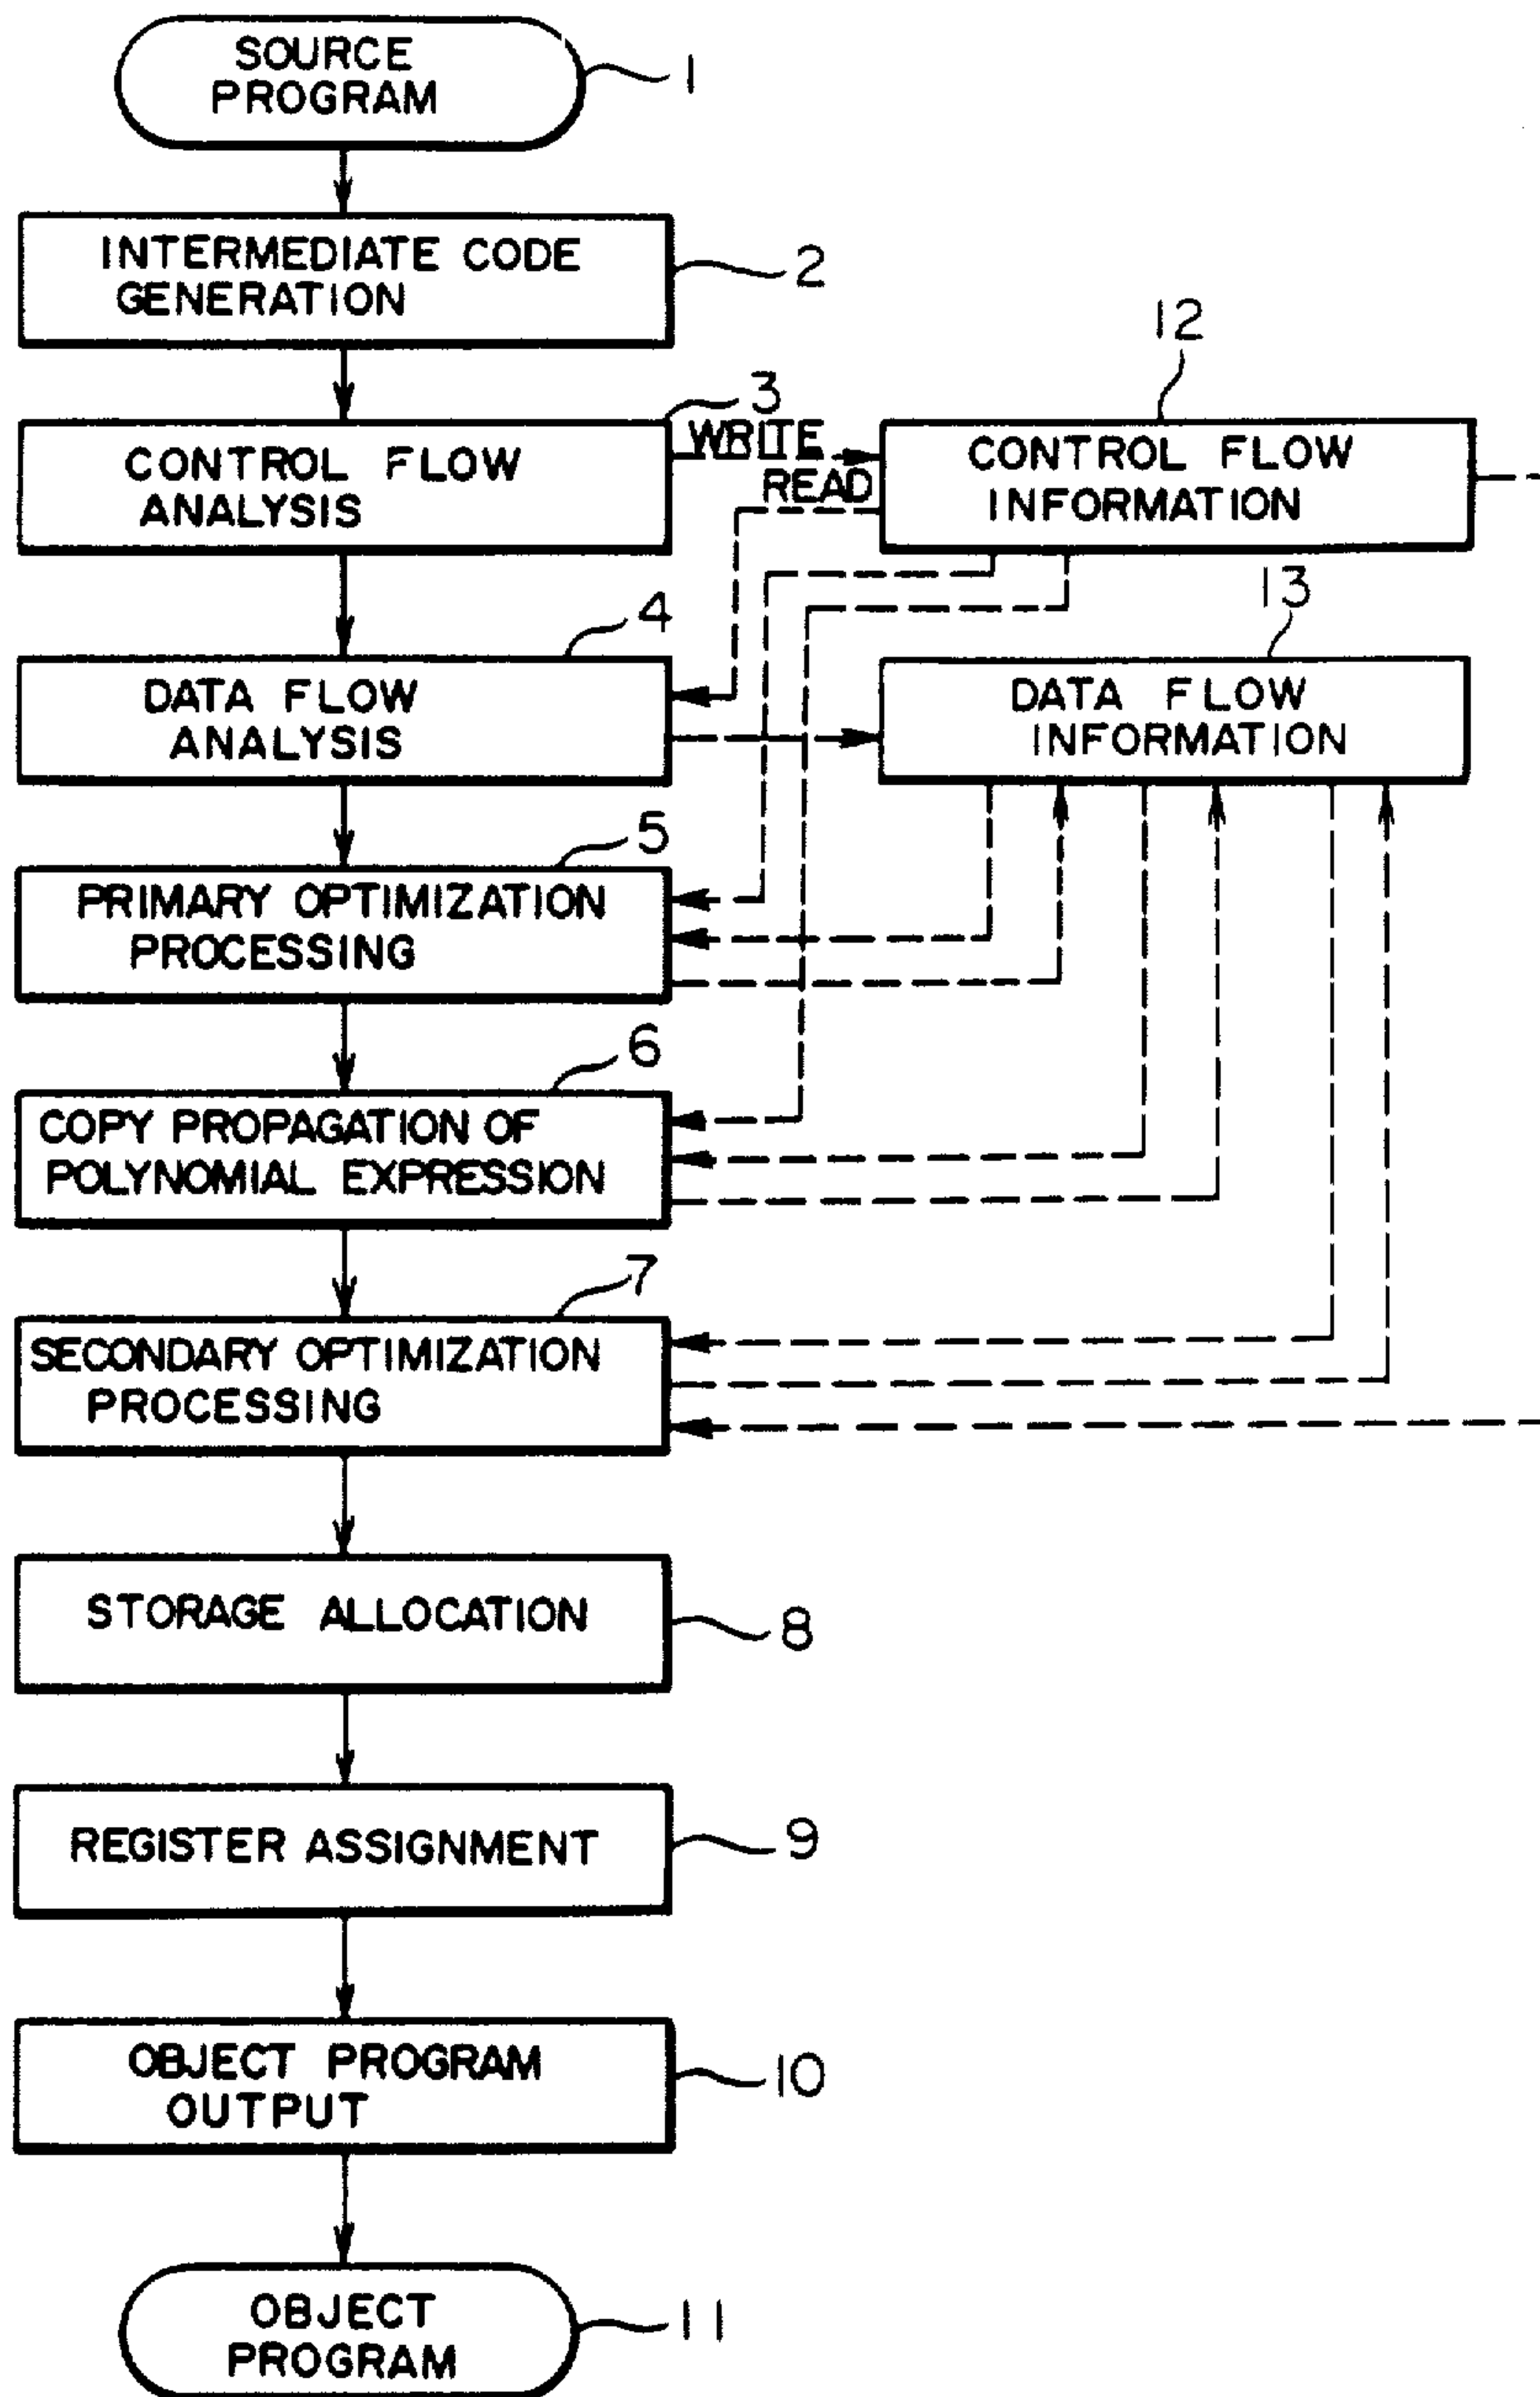 SOURCE
PROGRAM
1
INTERMEDIATE CODE
GENERATION
2
3
CONTROL FLOW
ANALYSIS
WRITE
READ
12
CONTROL FLOW
INFORMATION
4
DATA FLOW
ANALYSIS
13
DATA FLOW
INFORMATION
5
PRIMARY OPTIMIZATION
PROCESSING
6
COPY PROPAGATION OF
POLYNOMIAL EXPRESSION
7
SECONDARY OPTIMIZATION
PROCESSING
STORAGE ALLOCATION
8
REGISTER ASSIGNMENT
9
OBJECT PROGRAM
OUTPUT
10
OBJECT
PROGRAM
11